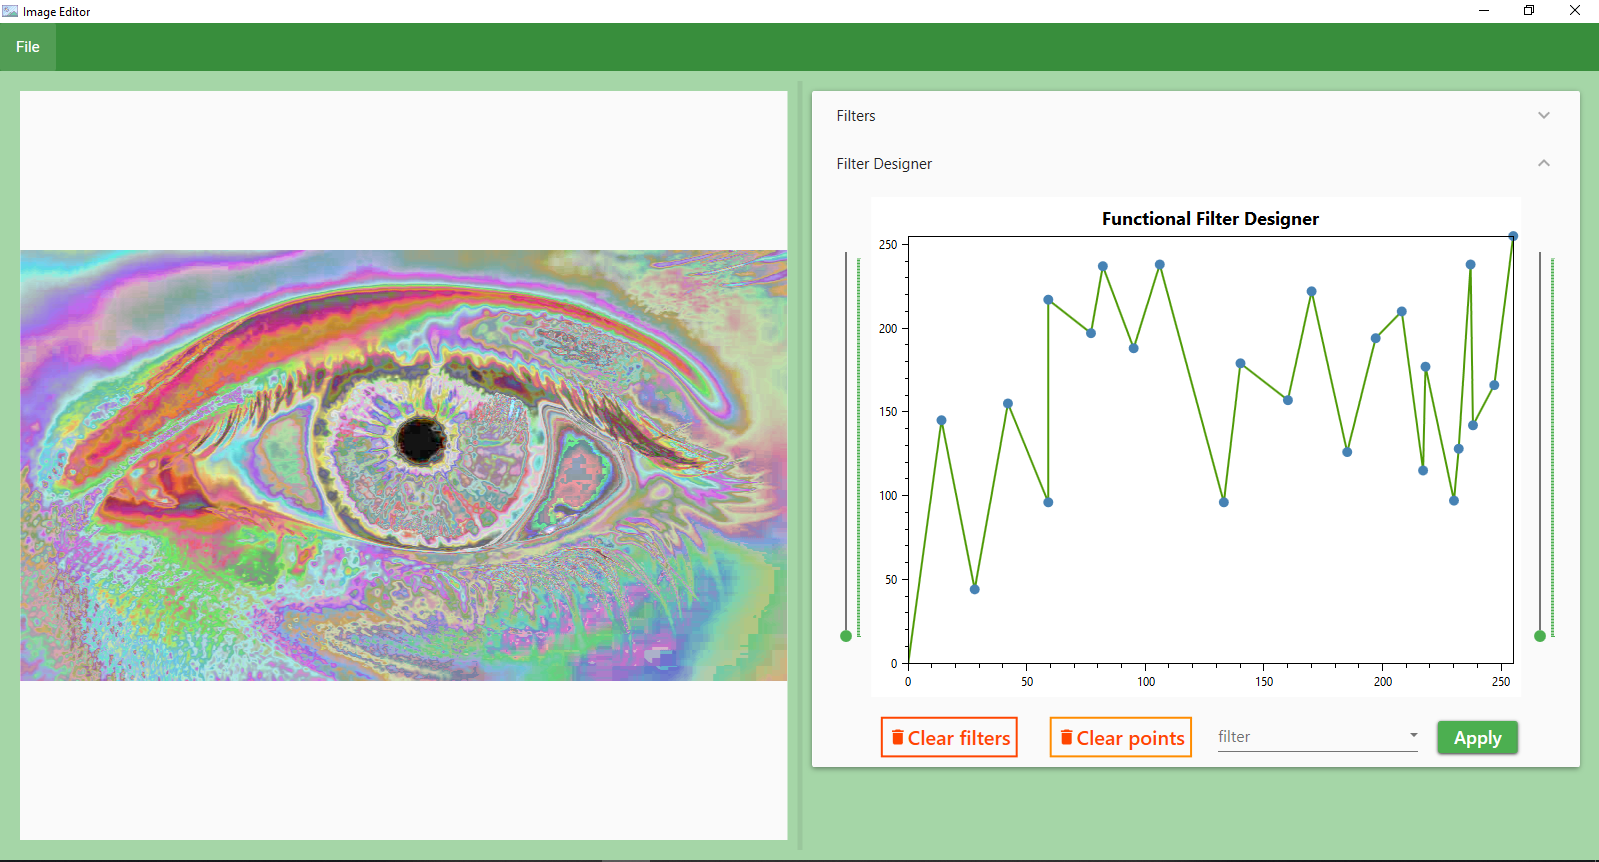 Image Editor
File
Filters
Filter Designer
Functional Filter Designer
250
200
150
100
50
0
0 50 100 150 200 250
Clear filters
Clear points
filter
Apply